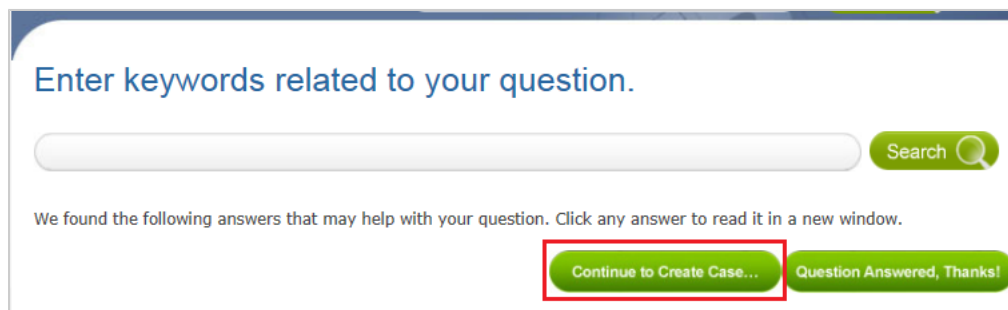 Enter keywords related to your question.
Search
We found the following answers that may help with your question. Click any answer to read it in a new window.
Continue to Create Case...
Question Answered, Thanks!